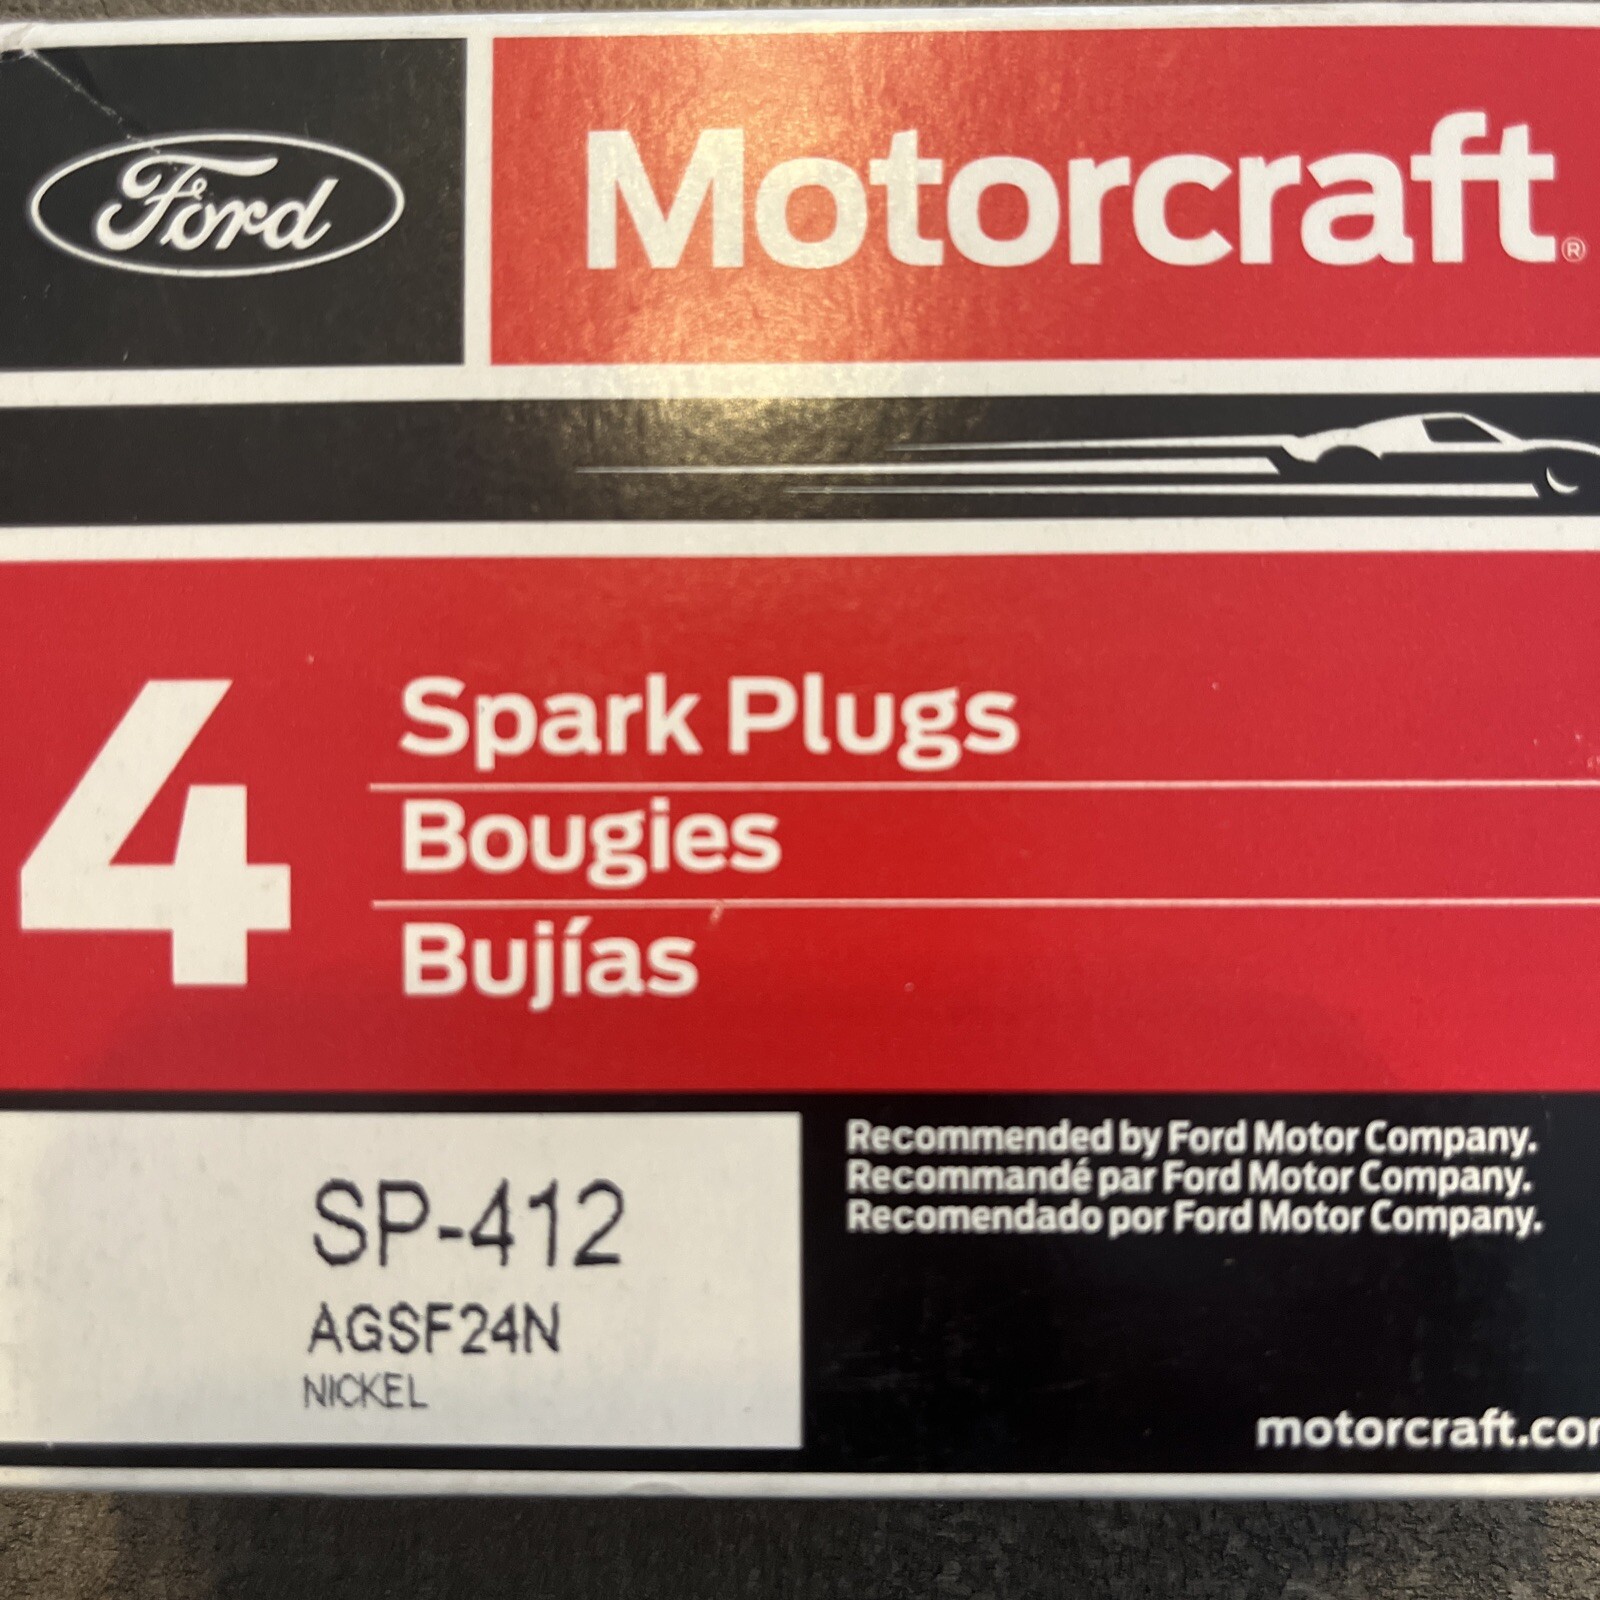 Ford
Motorcraft®
4
Spark Plugs
Bougies
Bujías
SP-412
AGSF24N
NICKEL
Recommended by Ford Motor Company.
Recommandé par Ford Motor Company.
Recomendado por Ford Motor Company.
motorcraft.com